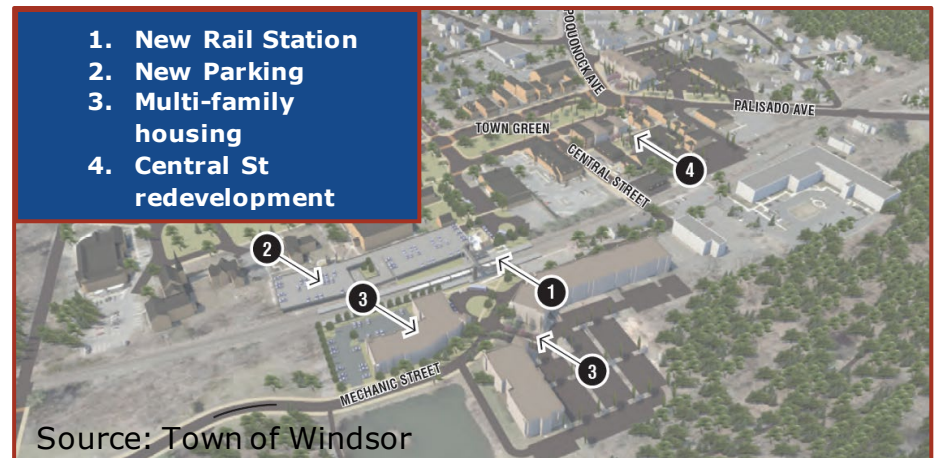 1. New Rail Station
2. New Parking
3. Multi-family
housing
4. Central St
redevelopment
POQUONOCK AVE
PALISADO AVE
TOWN GREEN
CENTRAL STREET
4
2
1
3
3
MECHANIC STREET
Source: Town of Windsor